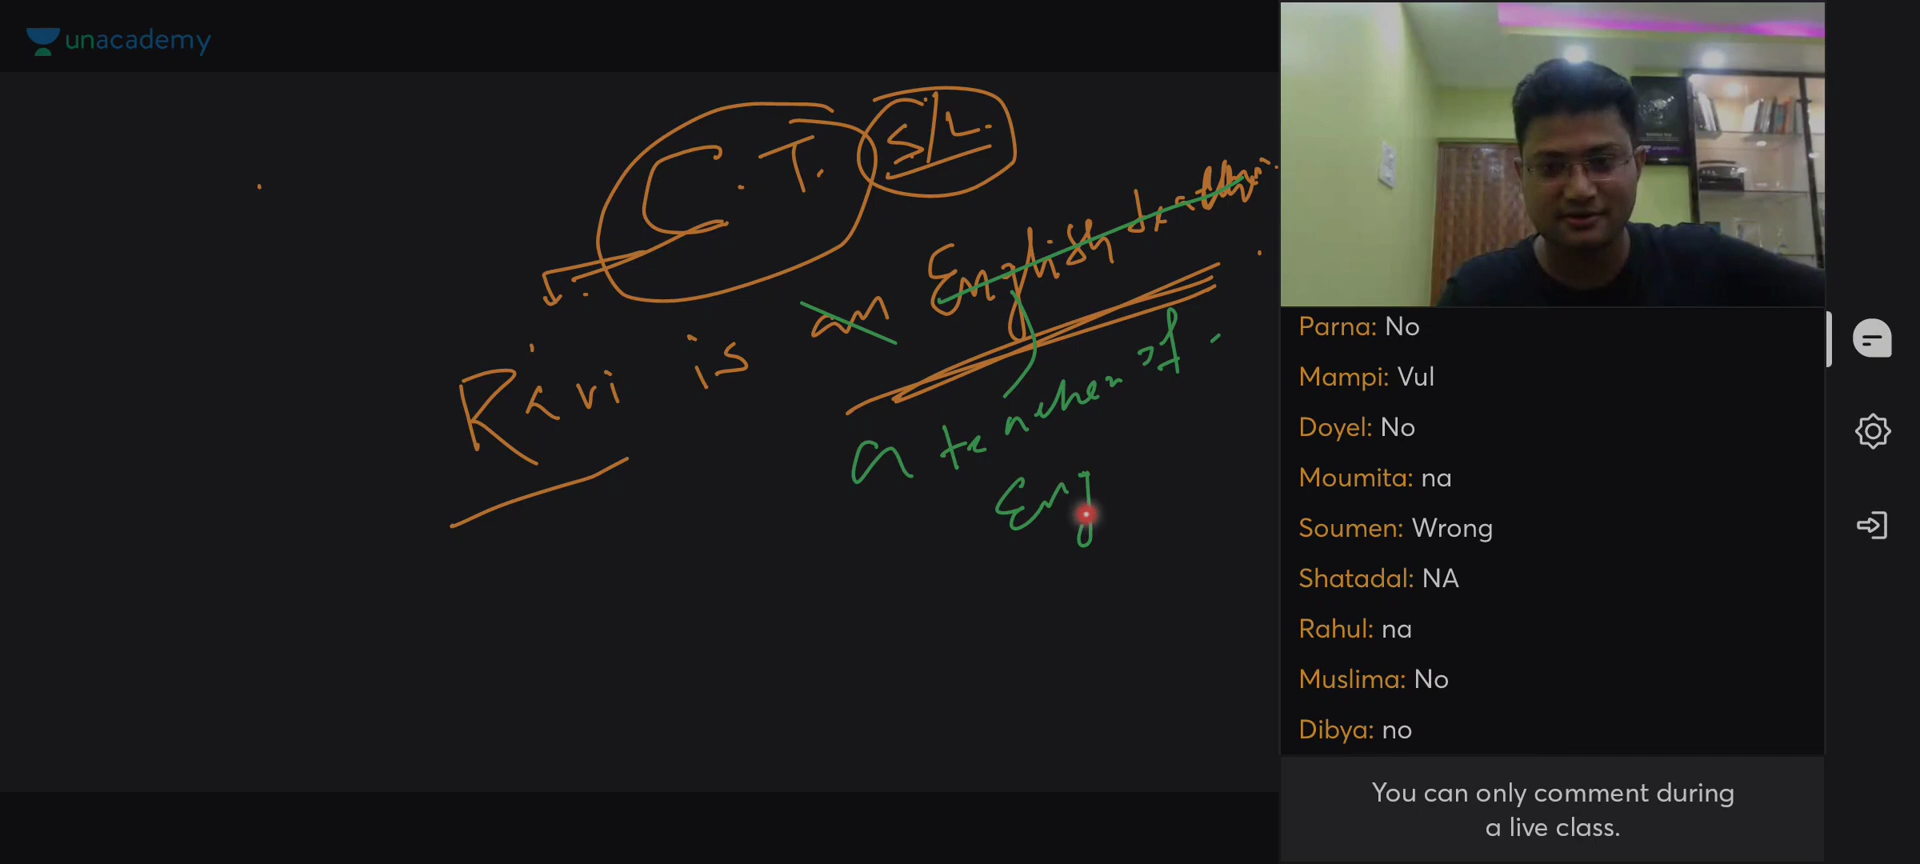 unacademy
C.T. S/L.
Ravi is an English teacher.
a teacher of
Eng
Parna: No
Mampi: Vul
Doyel: No
Moumita: na
Soumen: Wrong
Shatadal: NA
Rahul: na
Muslima: No
Dibya: no
You can only comment during
a live class.